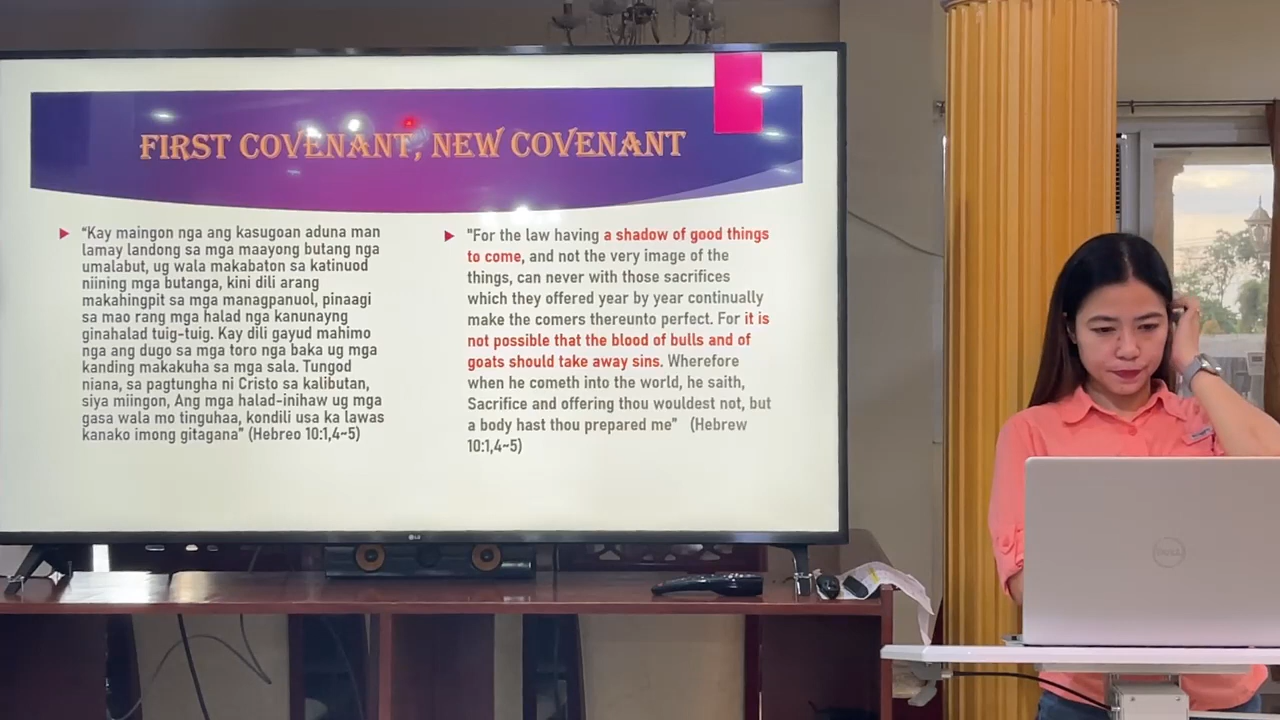 FIRST COVENANT, NEW COVENANT
"Kay maingon nga ang kasugoan aduna man
lamay landong sa mga maayong butang nga
umalabut, ug wala makabaton sa katinuod
niining mga butanga, kini dili arang
makahingpit sa mga managpanuol, pinaagi
sa mao rang mga halad nga kanunayng
ginahalad tuig-tuig. Kay dili gayud mahimo
nga ang dugo sa mga toro nga baka ug mga
kanding makakuha sa mga sala. Tungod
niana, sa pagtungha ni Cristo sa kalibutan,
siya miingon, Ang mga halad-inihaw ug mga
gasa wala mo tinguhaa, kondili usa ka lawas
kanako imong gitagana" (Hebreo 10:1,4~5)
"For the law having a shadow of good things
to come, and not the very image of the
things, can never with those sacrifices
which they offered year by year continually
make the comers thereunto perfect. For it is
not possible that the blood of bulls and of
goats should take away sins. Wherefore
when he cometh into the world, he saith,
Sacrifice and offering thou wouldest not, but
a body hast thou prepared me" (Hebrew
10:1,4~5)
LG
DELL